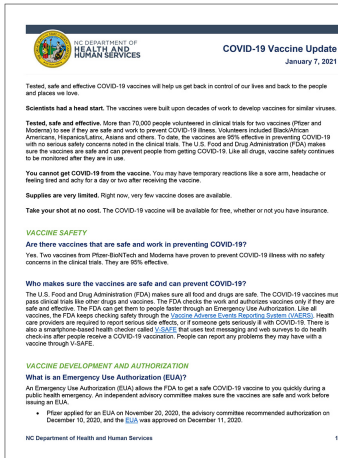 NC DEPARTMENT OF
HEALTH AND
HUMAN SERVICES
COVID-19 Vaccine Update
January 7, 2021
Tested, safe and effective COVID-19 vaccines will help us get back in control of our lives and back to the people
and places we love.
Scientists had a head start. The vaccines were built upon decades of work to develop vaccines for similar viruses.
Tested, safe and effective. More than 70,000 people volunteered in clinical trials for two vaccines (Pfizer and
Moderna) to see if they are safe and work to prevent COVID-19 illness. Volunteers included Black/African
Americans, Hispanics/Latinx, Asians and others. To date, the vaccines are 95% effective in preventing COVID-19
with no serious safety concerns noted in the clinical trials. The U.S. Food and Drug Administration (FDA) makes
sure the vaccines are safe and can prevent people from getting COVID-19. Like all drugs, vaccine safety continues
to be monitored after they are in use.
You cannot get COVID-19 from the vaccine. You may have temporary reactions like a sore arm, headache or
feeling tired and achy for a day or two after receiving the vaccine.
Supplies are very limited. Right now, very few vaccine doses are available.
Take your shot at no cost. The COVID-19 vaccine will be available for free, whether or not you have insurance.
VACCINE SAFETY
Are there vaccines that are safe and work in preventing COVID-19?
Yes. Two vaccines from Pfizer-BioNTech and Moderna have proven to prevent COVID-19 illness with no safety
concerns in the clinical trials. They are 95% effective.
Who makes sure the vaccines are safe and can prevent COVID-19?
The U.S. Food and Drug Administration (FDA) makes sure all food and drugs are safe. The COVID-19 vaccines mus
pass clinical trials like other drugs and vaccines. The FDA checks the work and authorizes vaccines only if they are
safe and effective. The FDA can get them to people faster through an Emergency Use Authorization. Like all
vaccines, the FDA keeps checking safety through the Vaccine Adverse Events Reporting System (VAERS). Health
care providers are required to report serious side effects, or if someone gets seriously ill with COVID-19. There is
also a smartphone-based health checker called V-SAFE that uses text messaging and web surveys to do health
check-ins after people receive a COVID-19 vaccination. People can report any problems they may have with a
vaccine through V-SAFE.
VACCINE DEVELOPMENT AND AUTHORIZATION
What is an Emergency Use Authorization (EUA)?
An Emergency Use Authorization (EUA) allows the FDA to get a safe COVID-19 vaccine to you quickly during a
public health emergency. An independent advisory committee makes sure the vaccines are safe and work before
issuing an EUA.
• Pfizer applied for an EUA on November 20, 2020, the advisory committee recommended authorization on
December 10, 2020, and the EUA was approved on December 11, 2020.
NC Department of Health and Human Services 1